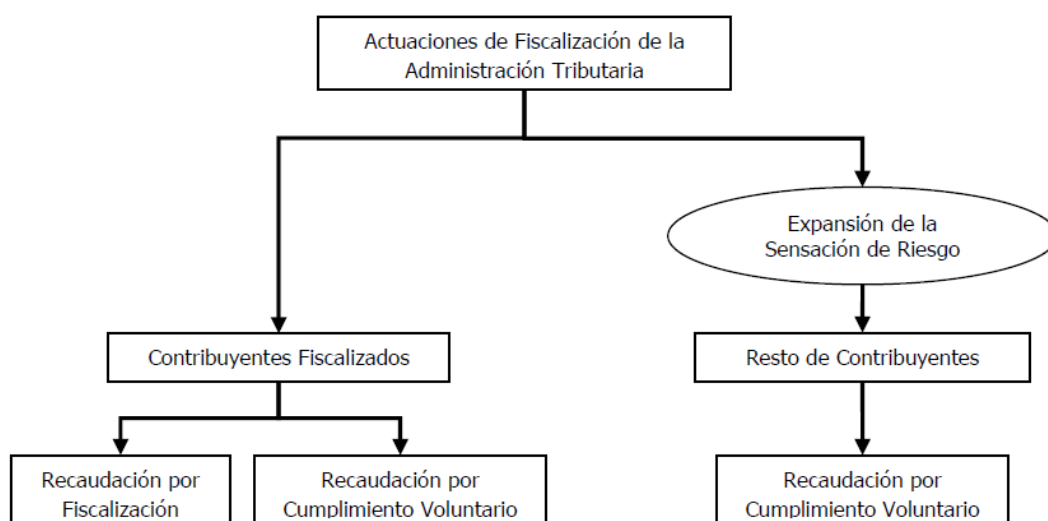 Actuaciones de Fiscalización de la
Administración Tributaria
Expansión de la
Sensación de Riesgo
Contribuyentes Fiscalizados
Resto de Contribuyentes
Recaudación por
Fiscalización
Recaudación por
Cumplimiento Voluntario
Recaudación por
Cumplimiento Voluntario